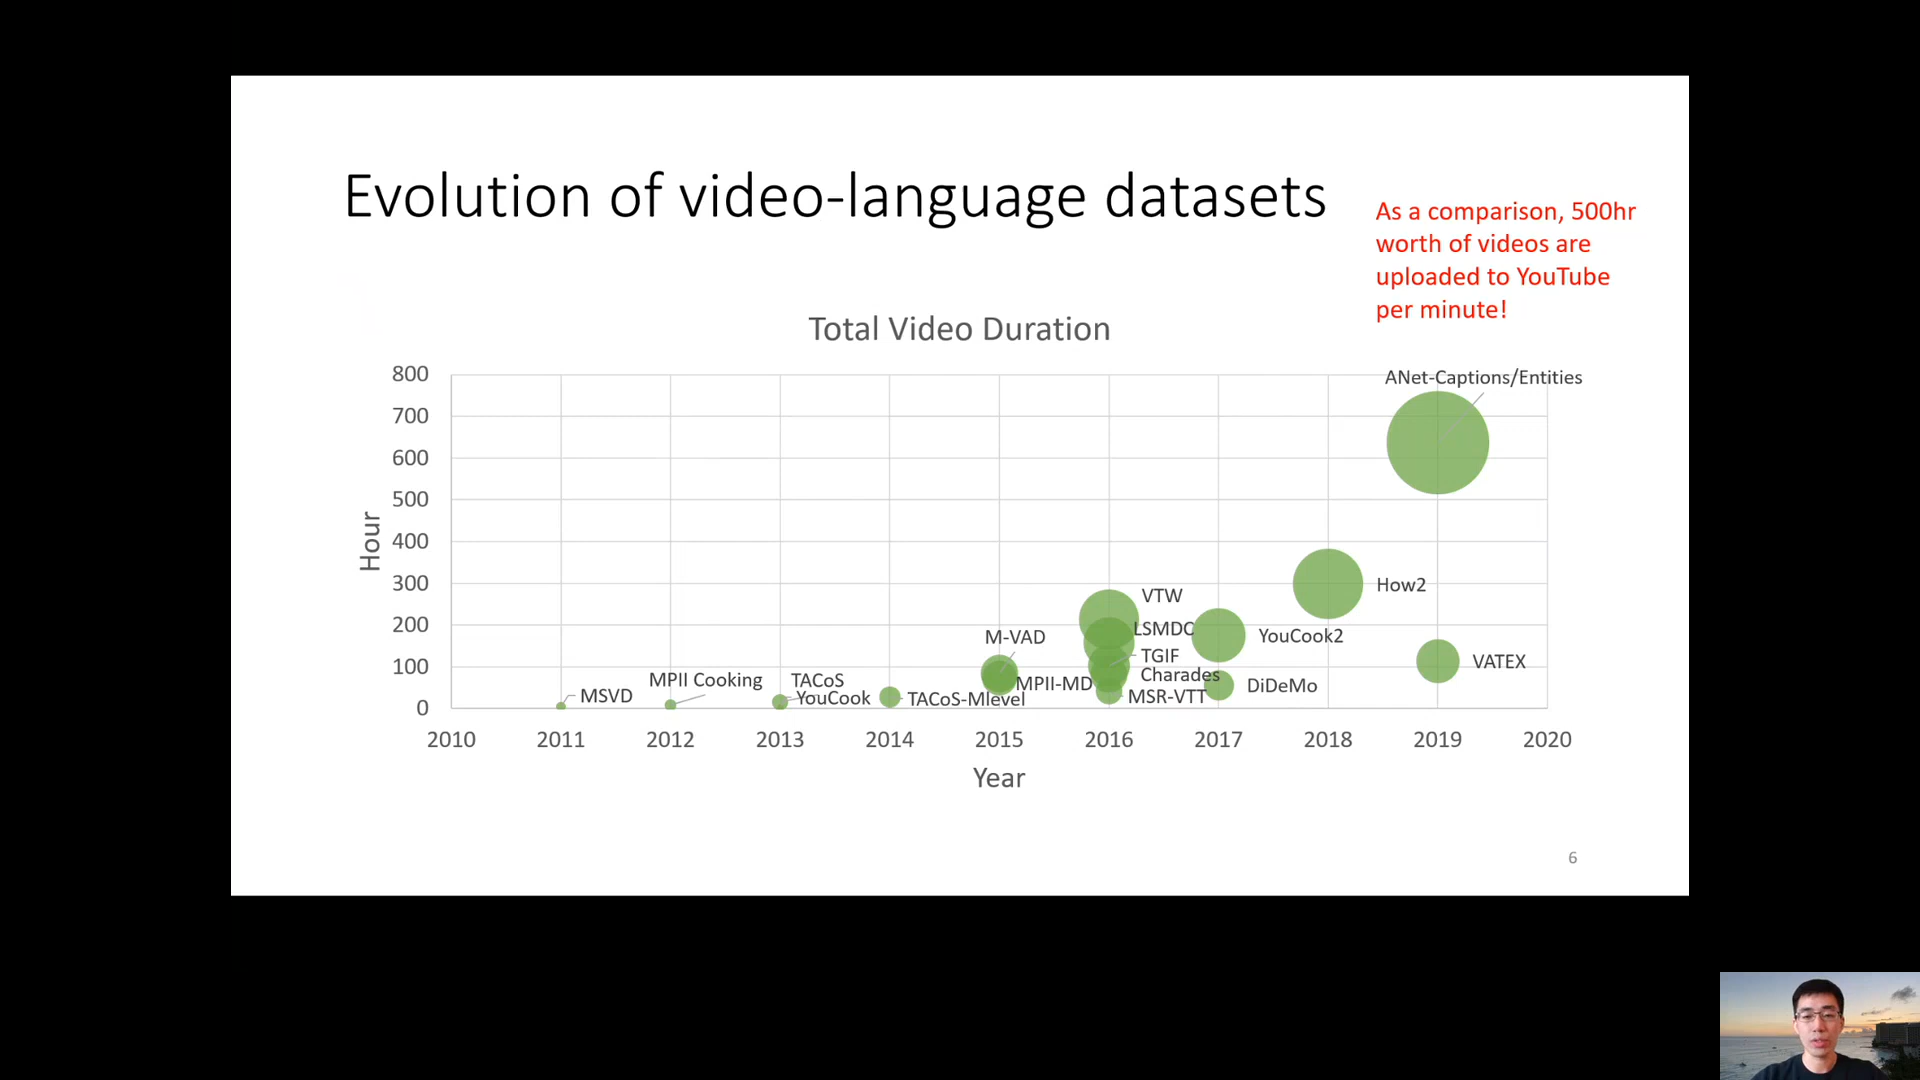 Evolution of video-language datasets
As a comparison, 500hr
worth of videos are
uploaded to YouTube
per minute!
Total Video Duration
800
700
600
500
400
300
200
100
0
Hour
ANet-Captions/Entities
How2
VTW
LSMDC
YouCook2
M-VAD
TGIF
VATEX
Charades
MPII Cooking
TACoS
MPII-MD
DiDeMo
MSVD
YouCook
TACoS-Mlevel
MSR-VTT
2010 2011 2012 2013 2014 2015 2016 2017 2018 2019 2020
Year
6